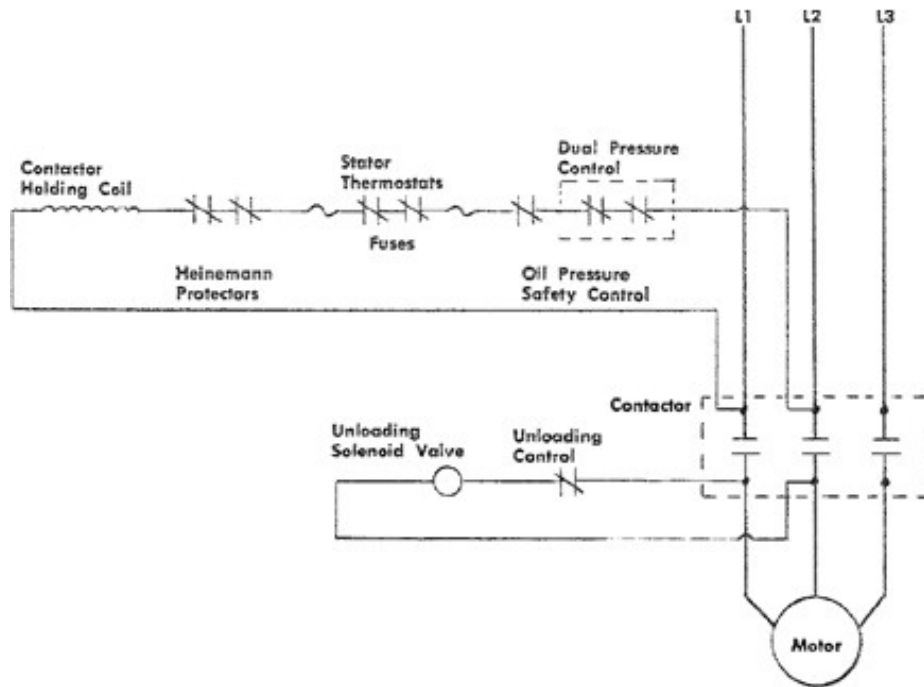 L1 L2 L3
Dual Pressure
Control
Stator
Thermostats
Contactor
Holding Coil
Fuses
Heinemann
Protectors
Oil Pressure
Safety Control
Contactor
Unloading
Solenoid Valve
Unloading
Control
Motor